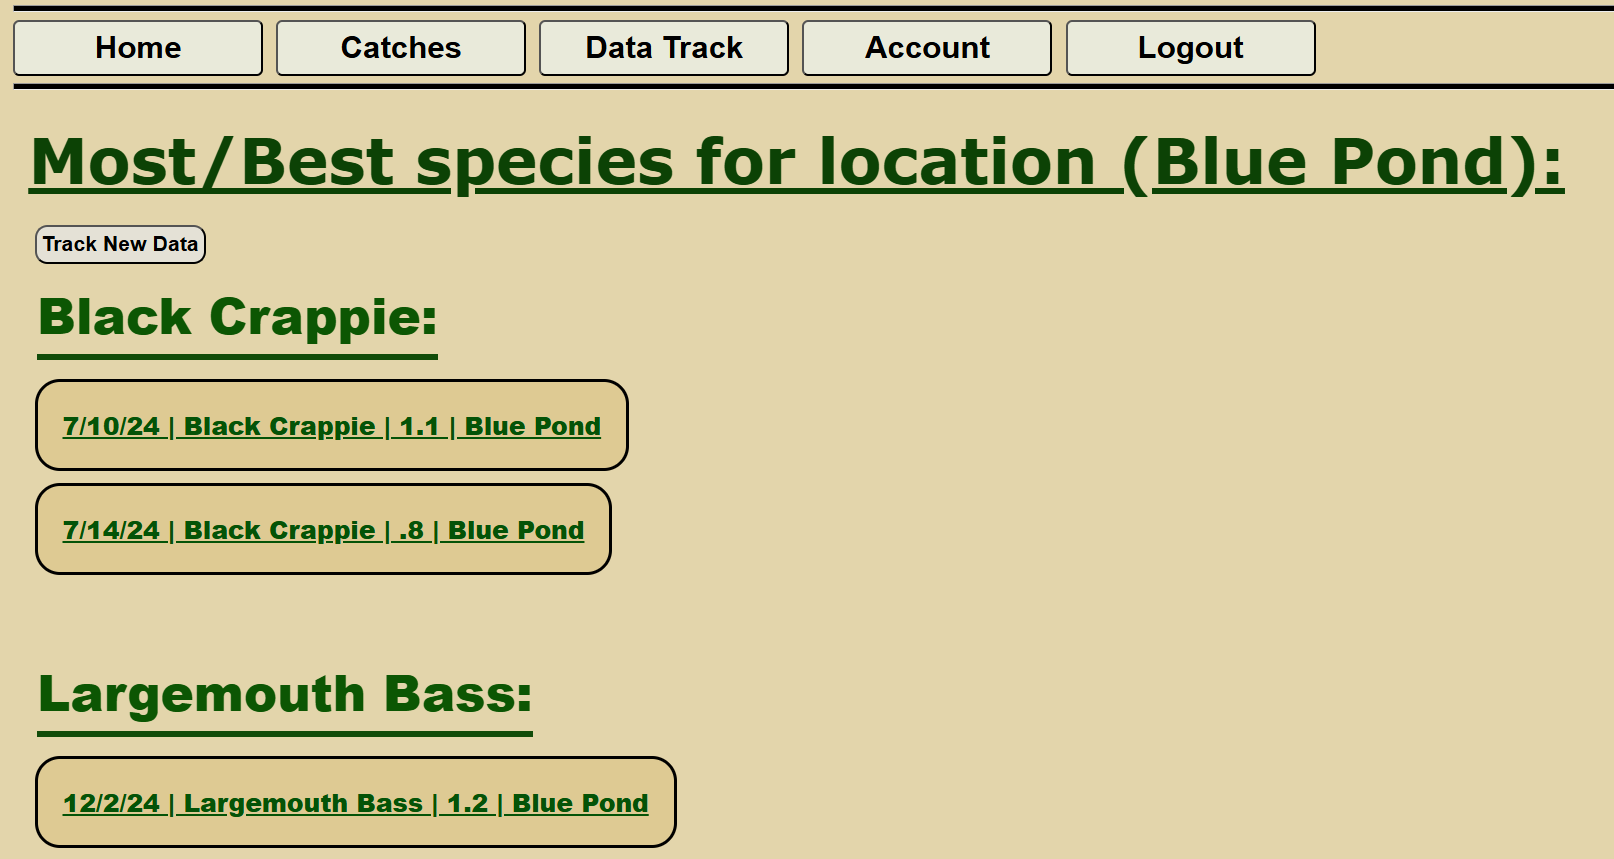 Home Catches Data Track Account Logout
Most/Best species for location (Blue Pond):
Track New Data
Black Crappie:
7/10/24 | Black Crappie | 1.1 | Blue Pond
7/14/24 | Black Crappie | .8 | Blue Pond
Largemouth Bass:
12/2/24 | Largemouth Bass | 1.2 | Blue Pond